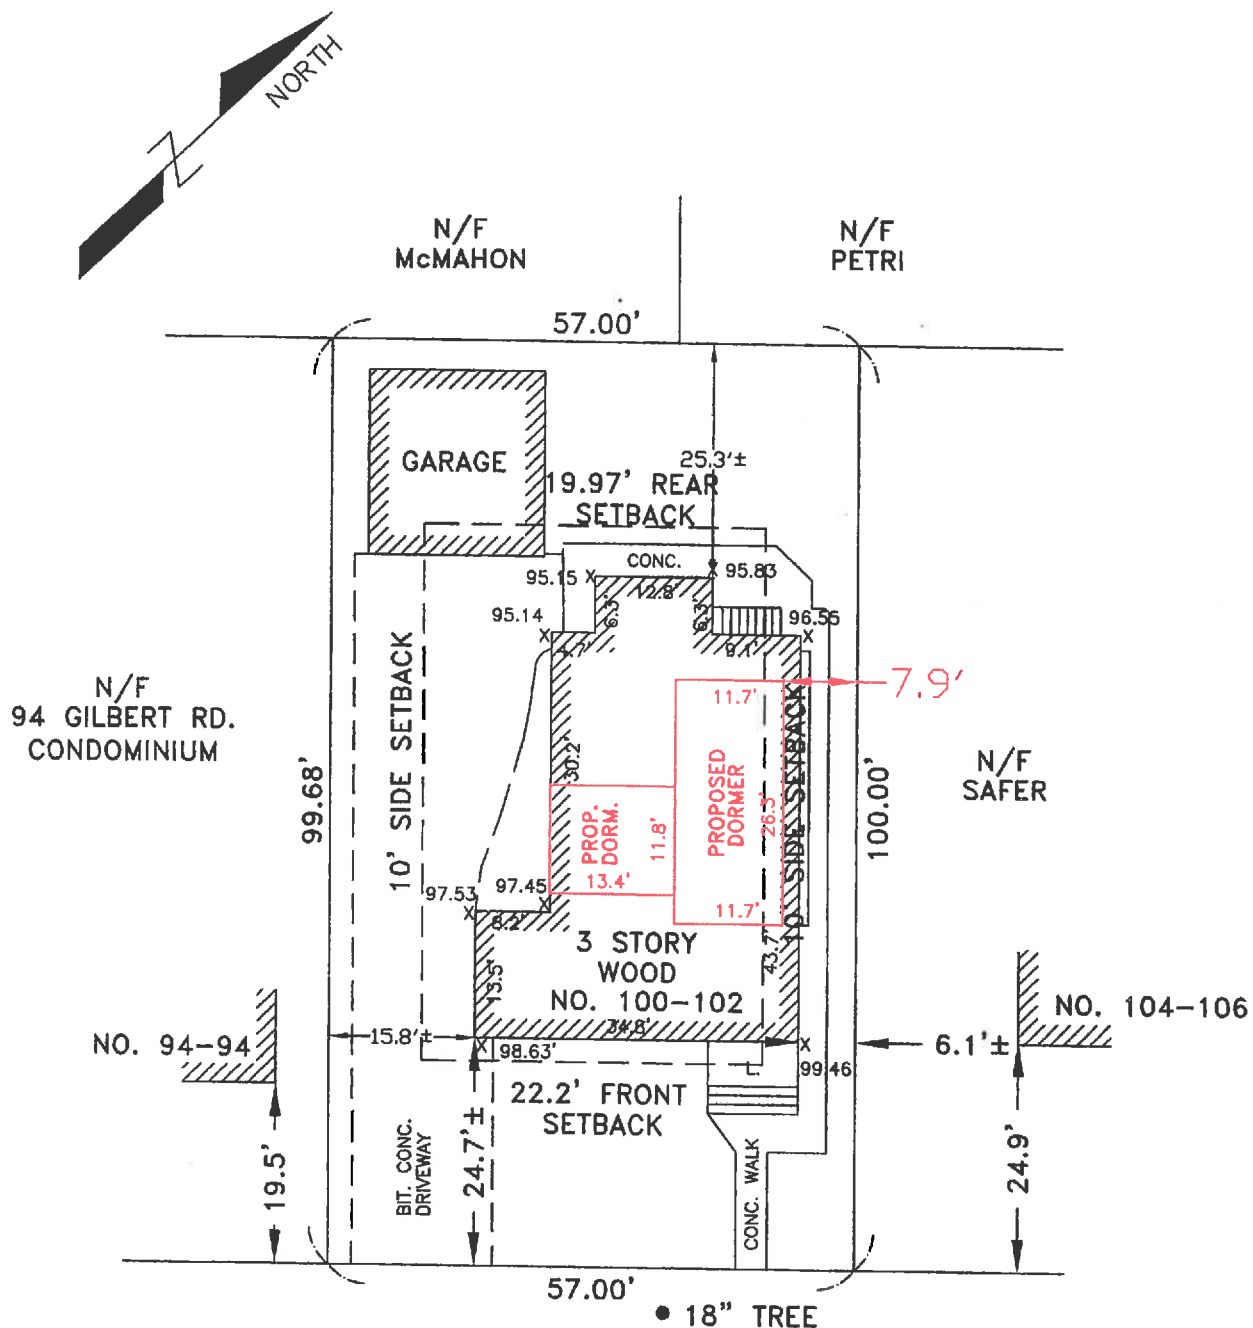 NORTH
N/F
McMAHON
N/F
PETRI
57.00'
GARAGE
25.3'±
19.97' REAR
SETBACK
CONC.
95.15
95.83
12.8'
6.3'
6.3'
95.14
96.55
4.7'
9.1'
7.9'
11.7'
N/F
94 GILBERT RD.
CONDOMINIUM
10' SIDE SETBACK
30.2'
PROPOSED
DORMER
26.3'
10' SIDE SETBACK
N/F
SAFER
99.68'
100.00'
PROP.
DORM.
11.8'
13.4'
11.7'
97.53
97.45
8.2'
13.5'
43.7'
3 STORY
WOOD
NO. 100-102
34.8'
NO. 94-94
15.8'±
98.63'
99.46
6.1'±
NO. 104-106
22.2' FRONT
SETBACK
19.5'
BIT. CONC.
DRIVEWAY
24.7'±
CONC. WALK
24.9'
57.00'
18" TREE